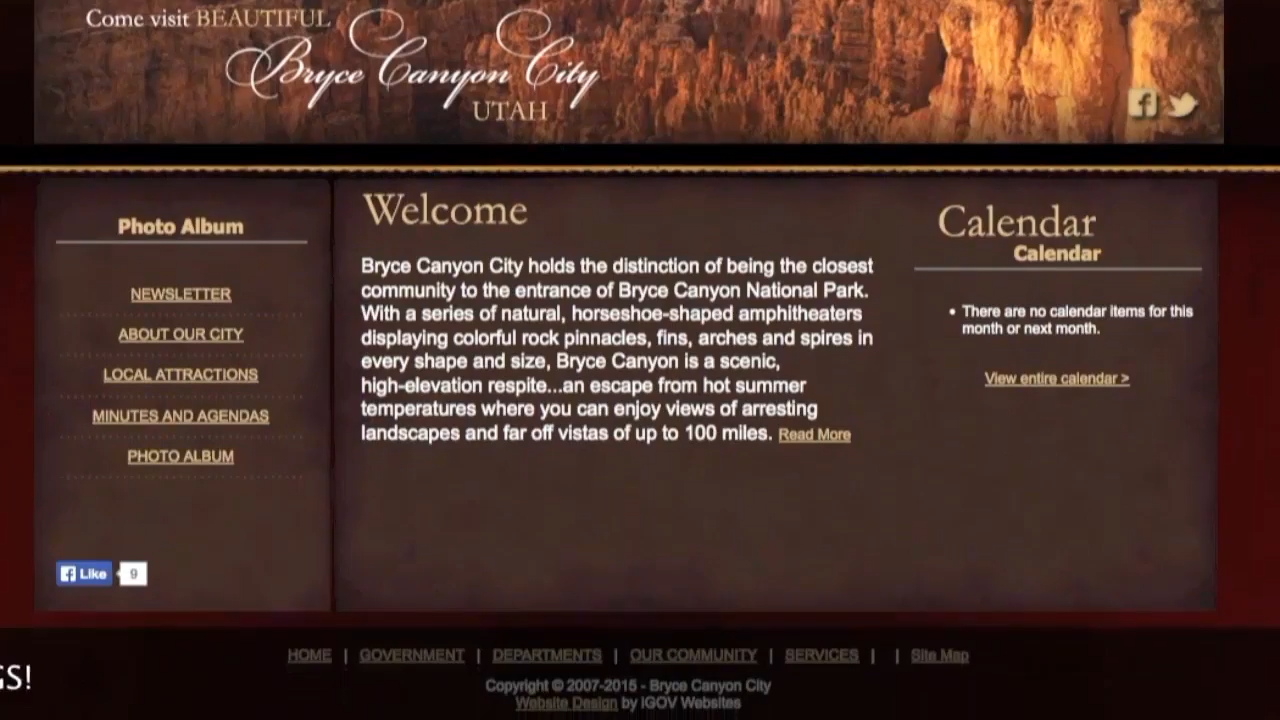 Come visit BEAUTIFUL
Bryce Canyon City
UTAH
Photo Album
NEWSLETTER
ABOUT OUR CITY
LOCAL ATTRACTIONS
MINUTES AND AGENDAS
PHOTO ALBUM
Like 9
Welcome
Bryce Canyon City holds the distinction of being the closest
community to the entrance of Bryce Canyon National Park.
With a series of natural, horseshoe-shaped amphitheaters
displaying colorful rock pinnacles, fins, arches and spires in
every shape and size, Bryce Canyon is a scenic,
high-elevation respite...an escape from hot summer
temperatures where you can enjoy views of arresting
landscapes and far off vistas of up to 100 miles. Read More
Calendar
Calendar
• There are no calendar items for this
month or next month.
View entire calendar >
HOME | GOVERNMENT | DEPARTMENTS | OUR COMMUNITY | SERVICES | | Site Map
GS!
Copyright © 2007-2015 - Bryce Canyon City
Website Design by iGOV Websites